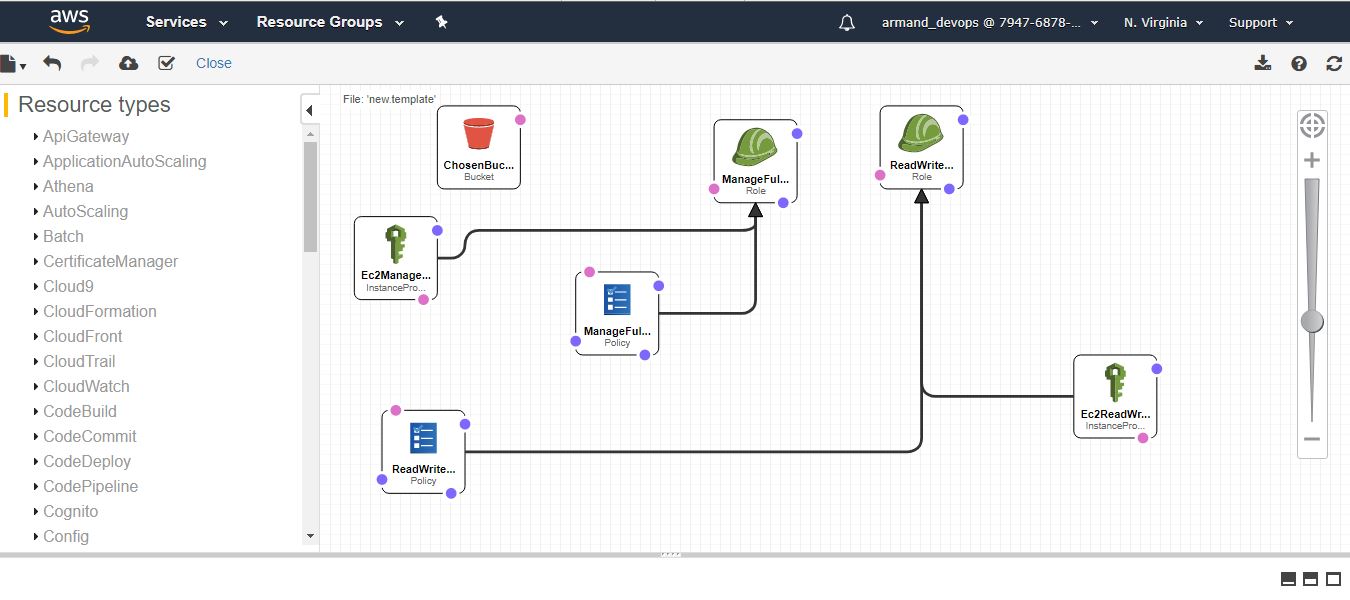 aws
Services
Resource Groups
armand_devops @ 7947-6878-...
N. Virginia
Support
Close
Resource types
ApiGateway
ApplicationAutoScaling
Athena
AutoScaling
Batch
CertificateManager
Cloud9
CloudFormation
CloudFront
CloudTrail
CloudWatch
CodeBuild
CodeCommit
CodeDeploy
CodePipeline
Cognito
Config
File: 'new.template'
ChosenBuc...
Bucket
ManageFul...
Role
ReadWrite...
Role
Ec2Manage...
InstancePro...
ManageFul...
Policy
Ec2ReadWr...
InstancePro...
ReadWrite...
Policy